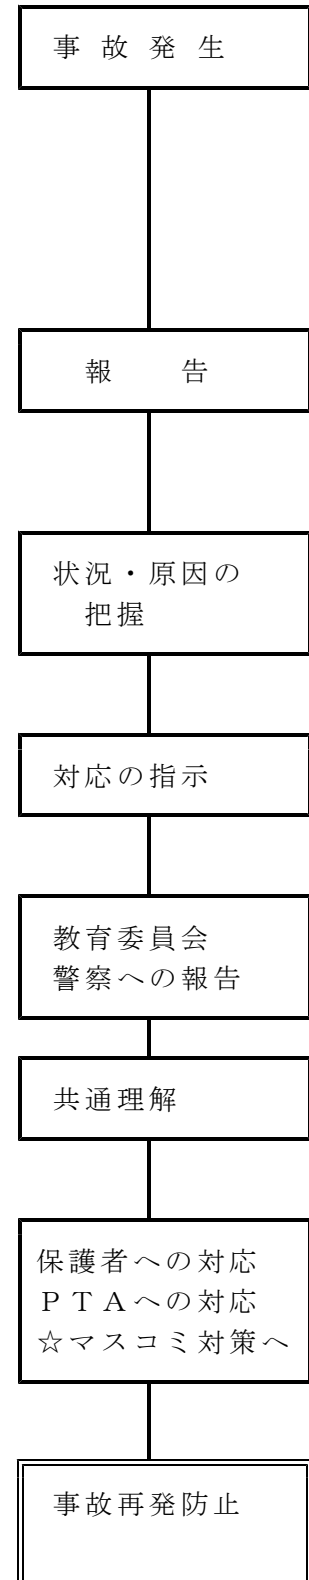 事故発生
報告
状況・原因の
把握
対応の指示
教育委員会
警察への報告
共通理解
保護者への対応
ＰＴＡへの対応
☆マスコミ対策へ
事故再発防止